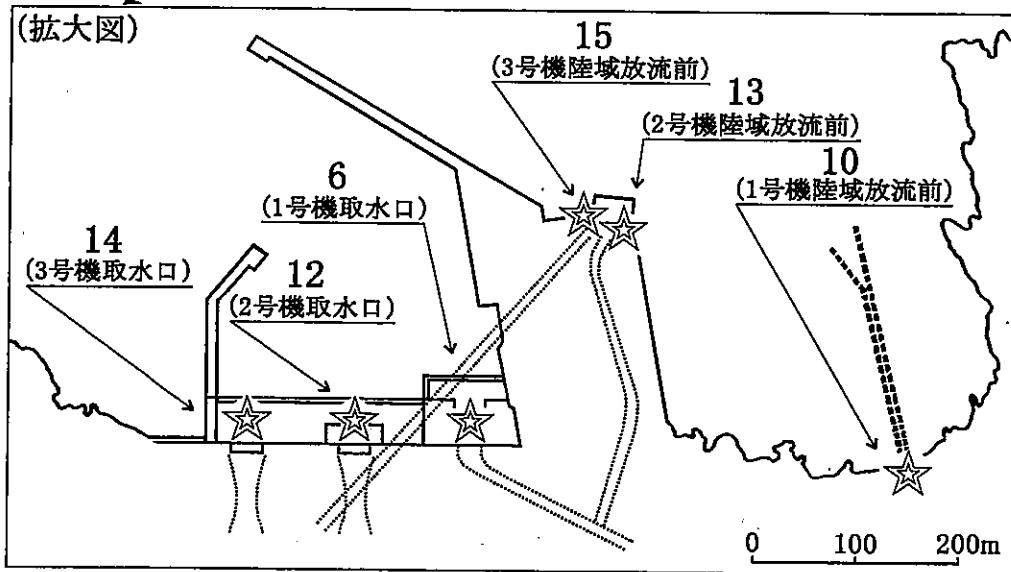 (拡大図)
15
(3号機陸域放流前)
13
(2号機陸域放流前)
10
(1号機陸域放流前)
6
(1号機取水口)
14
(3号機取水口)
12
(2号機取水口)
0 100 200m